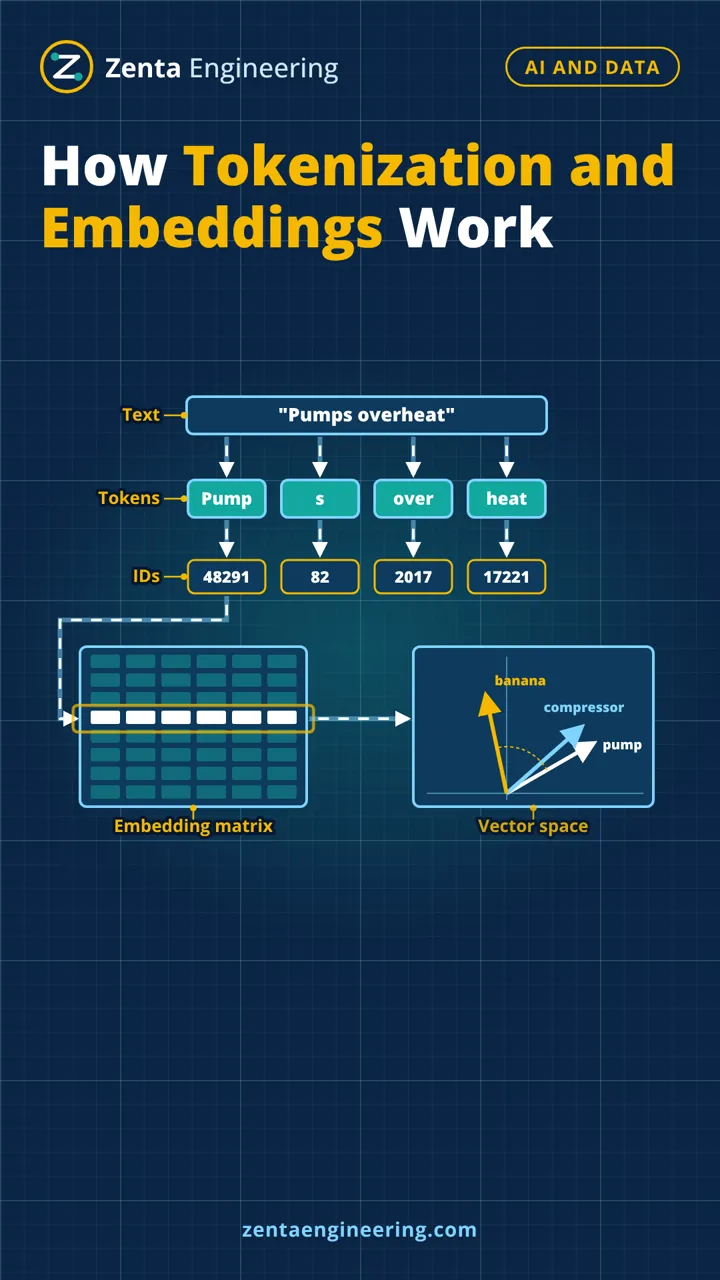 Zenta Engineering
AI AND DATA
How Tokenization and
Embeddings Work
Text
"Pumps overheat"
Tokens
Pump
s
over
heat
IDs
48291
82
2017
17221
banana
compressor
pump
Embedding matrix
Vector space
zentaengineering.com